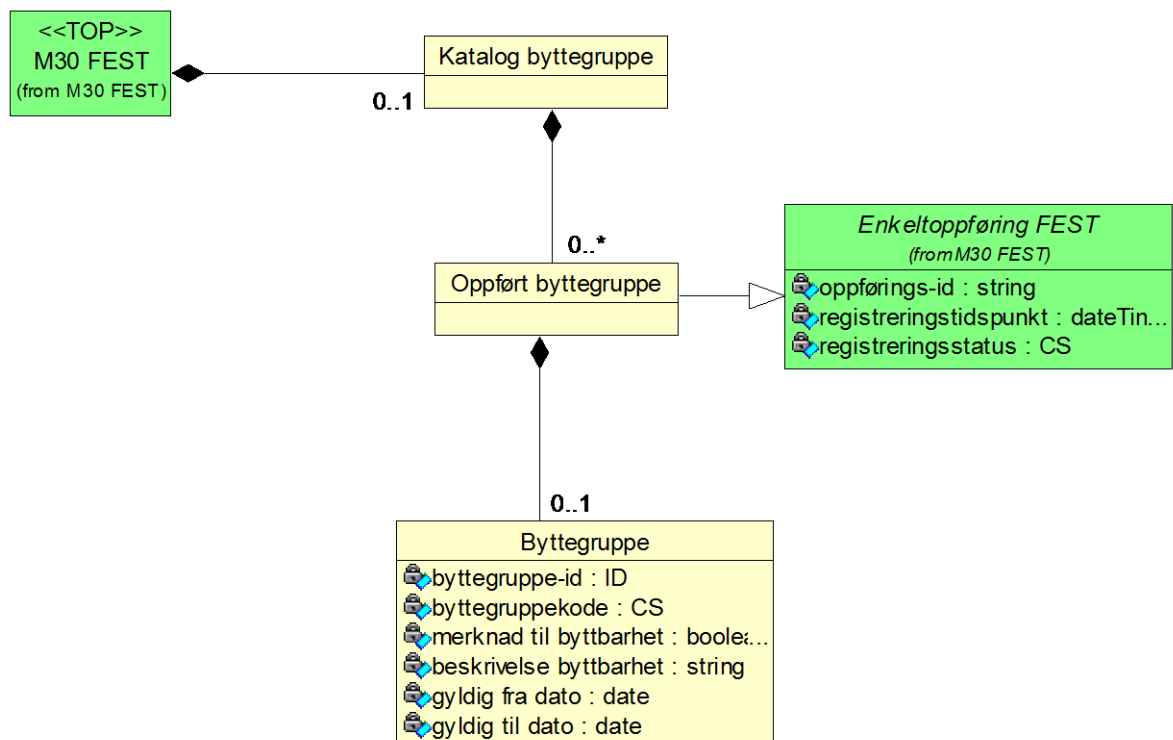 <<TOP>>
M30 FEST
(from M30 FEST)
Katalog byttegruppe
0..1
0..*
Oppført byttegruppe
Enkeltoppføring FEST
(from M30 FEST)
oppførings-id : string
registreringstidspunkt : dateTin...
registreringsstatus : CS
0..1
Byttegruppe
byttegruppe-id : ID
byttegruppekode : CS
merknad til byttbarhet : boolea...
beskrivelse byttbarhet : string
gyldig fra dato : date
gyldig til dato : date